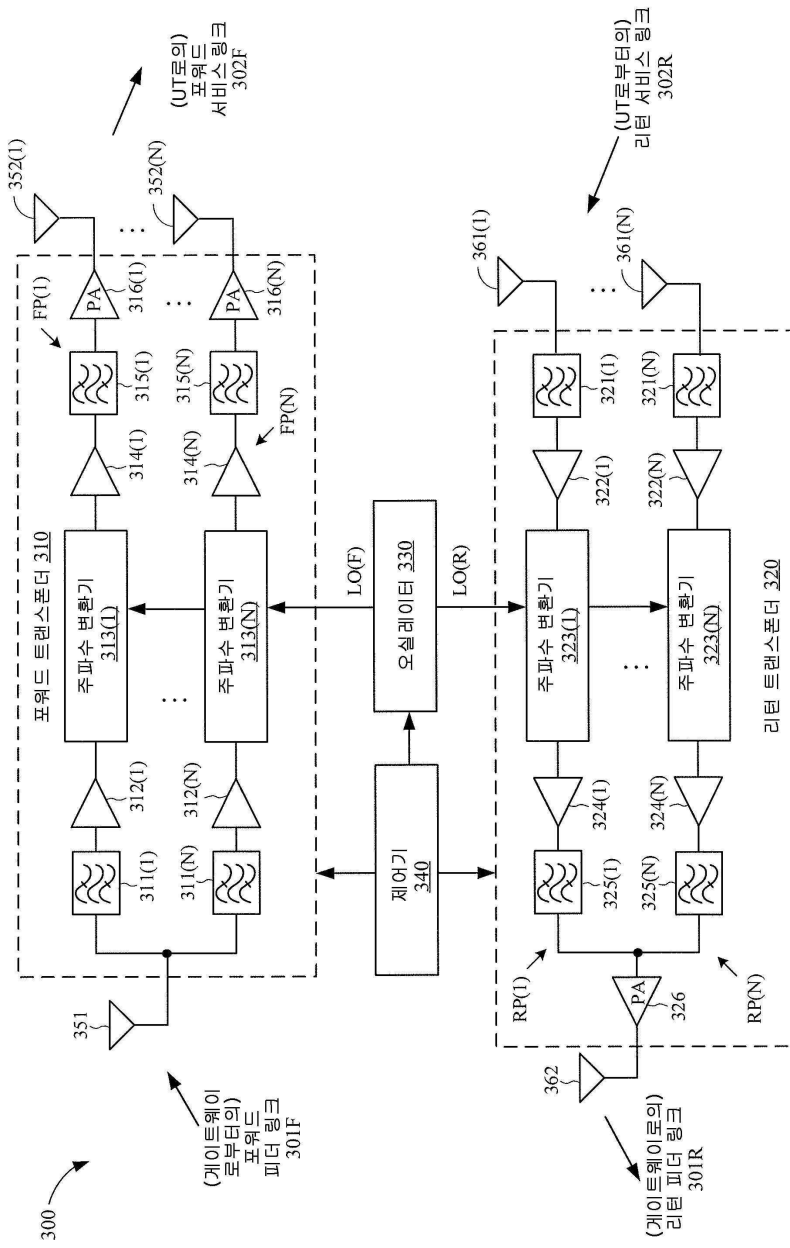 300
(게이트웨이
로부터의)
포워드
피더 링크
301F
351
포워드 트랜스폰더 310
311(1)
312(1)
주파수 변환기
313(1)
314(1)
315(1)
FP(1)
PA
316(1)
352(1)
...
...
...
311(N)
312(N)
주파수 변환기
313(N)
314(N)
315(N)
FP(N)
PA
316(N)
352(N)
(UT로의)
포워드
서비스 링크
302F
제어기
340
오실레이터 330
LO(F)
LO(R)
(게이트웨이로의)
리턴 피더 링크
301R
362
PA
326
RP(1)
325(1)
324(1)
주파수 변환기
323(1)
322(1)
321(1)
361(1)
...
...
RP(N)
325(N)
324(N)
주파수 변환기
323(N)
322(N)
321(N)
361(N)
리턴 트랜스폰더 320
(UT로부터의)
리턴 서비스 링크
302R